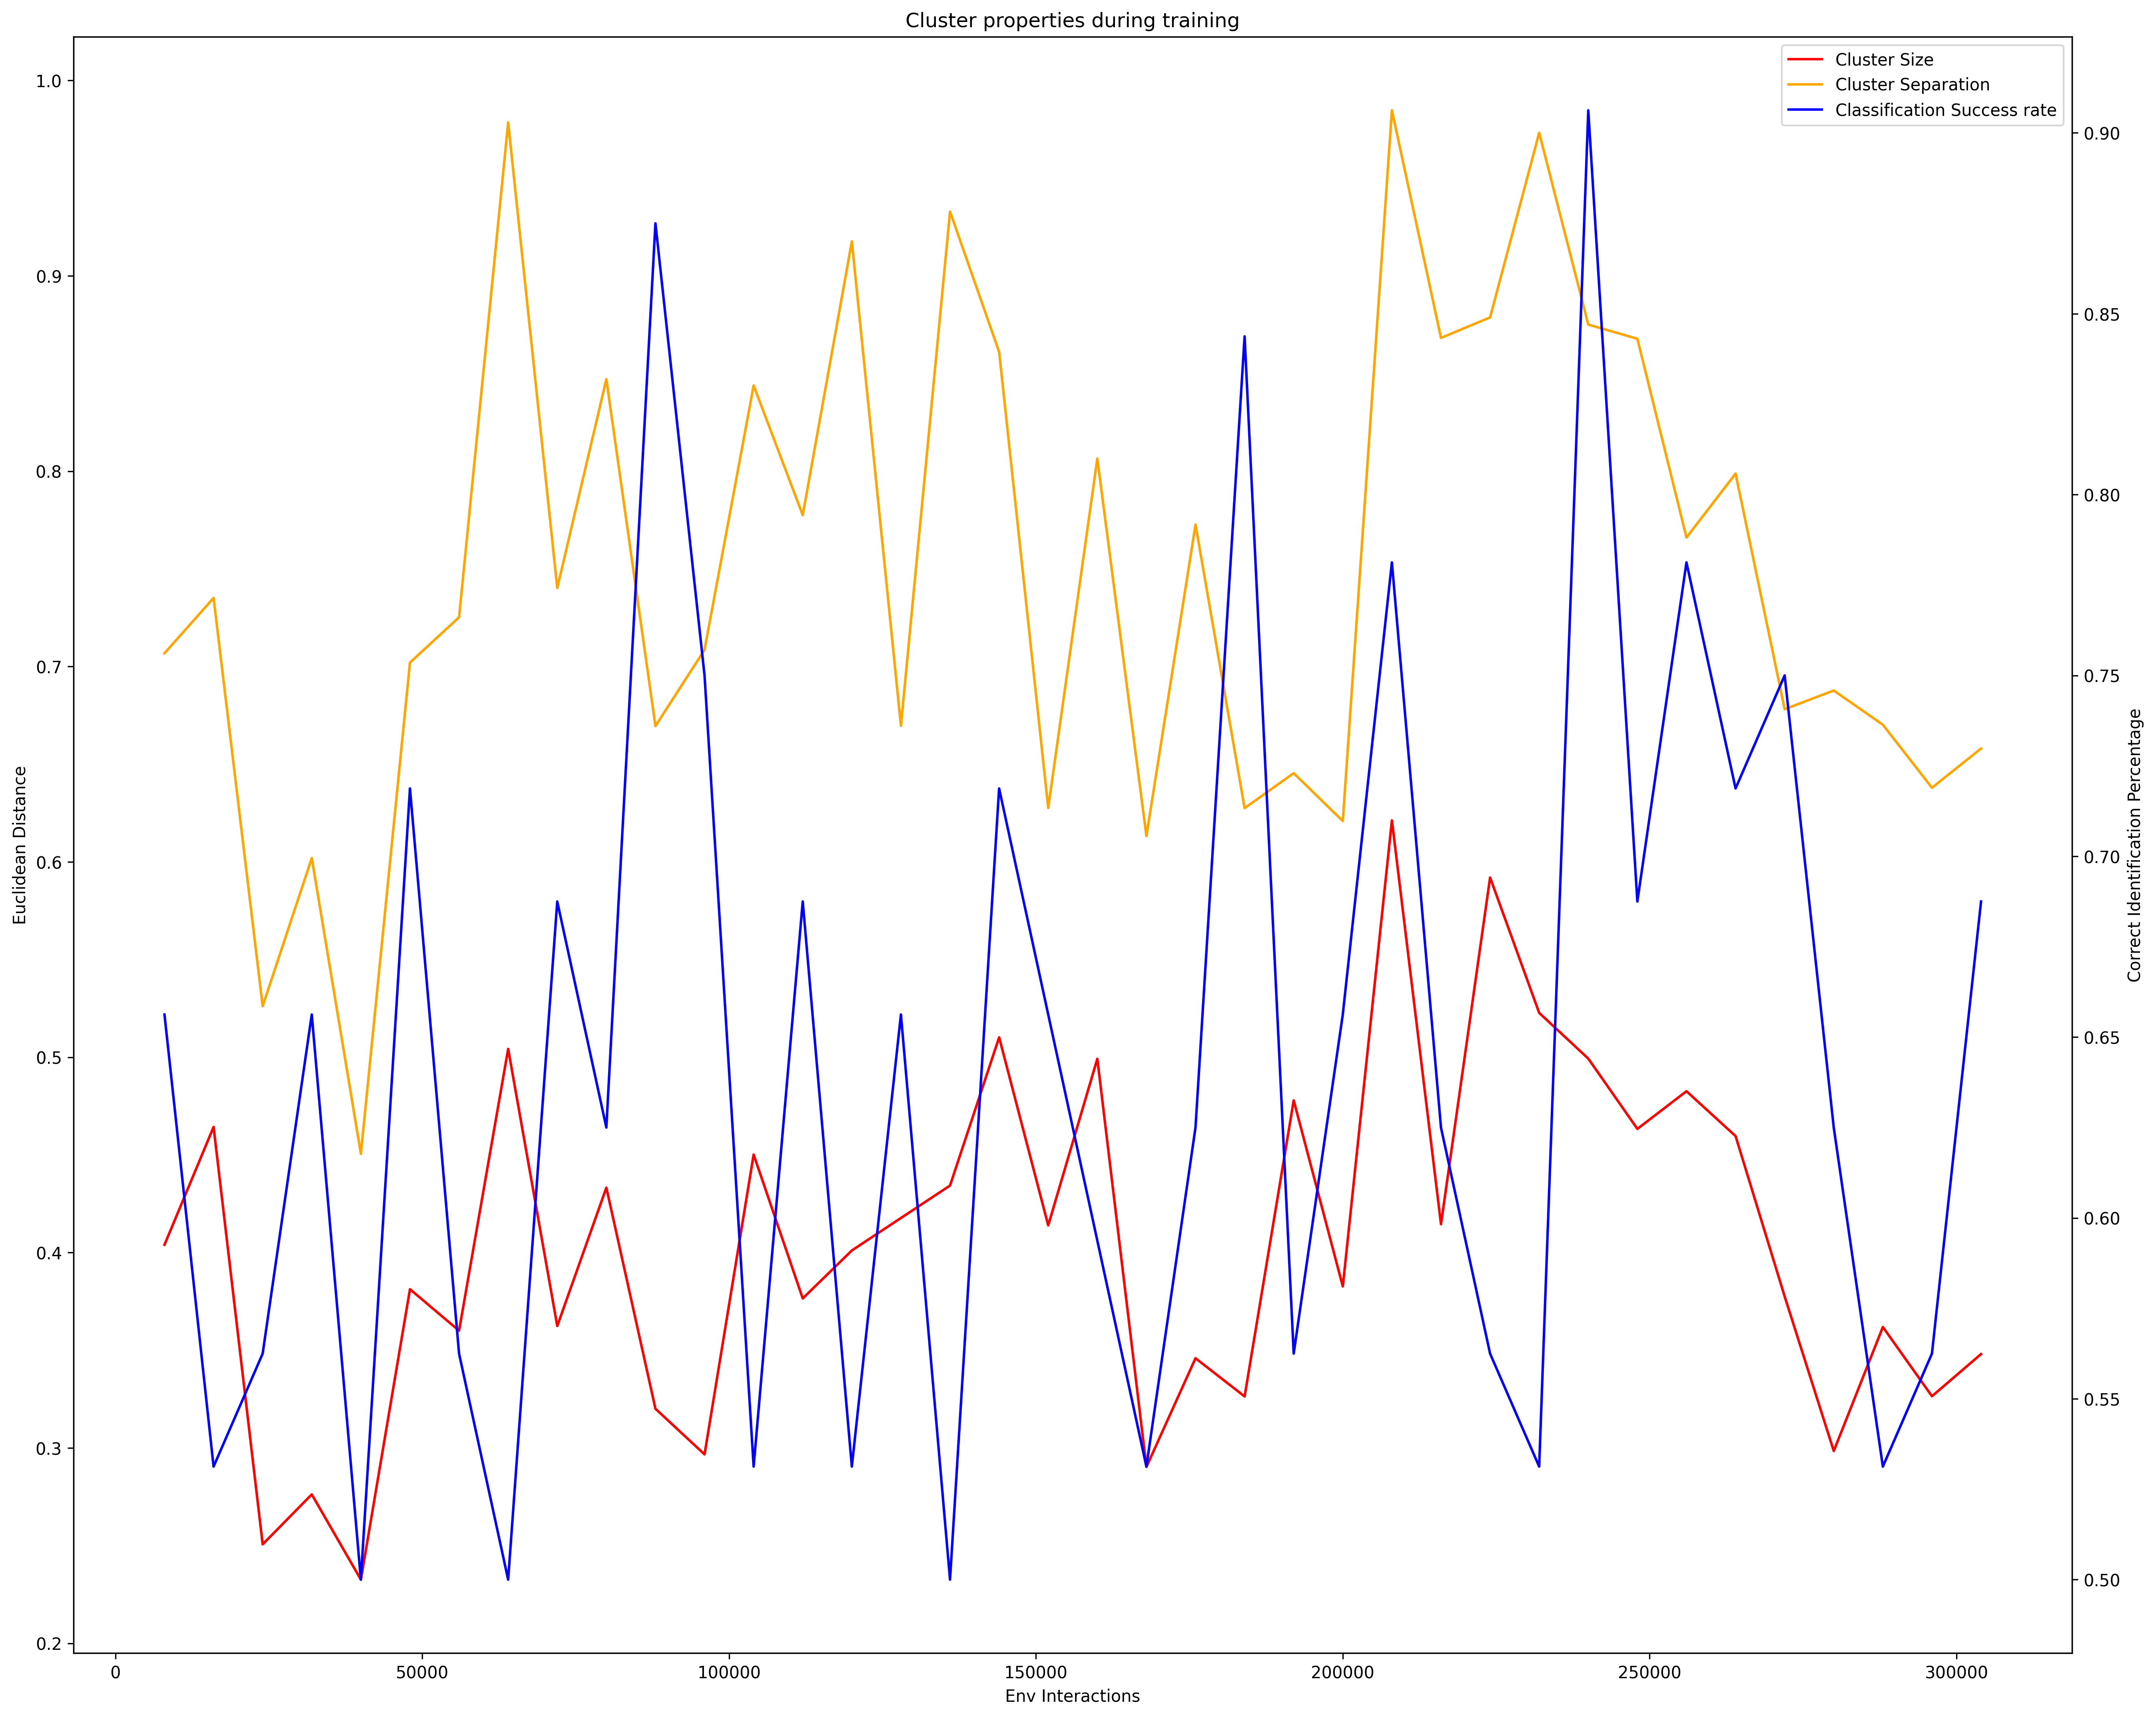 Cluster properties during training
Cluster Size
Cluster Separation
Classification Success rate
1.0
0.9
0.8
0.7
0.6
0.5
0.4
0.3
0.2
Euclidean Distance
0.90
0.85
0.80
0.75
0.70
0.65
0.60
0.55
0.50
Correct Identification Percentage
0 50000 100000 150000 200000 250000 300000
Env Interactions